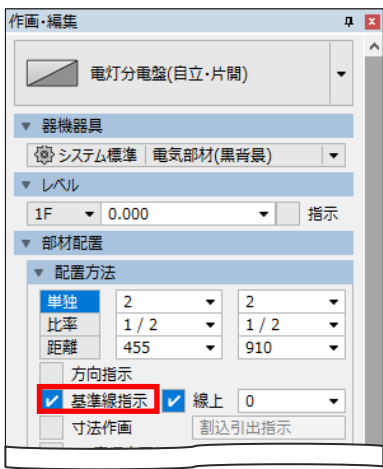 作画・編集
電灯分電盤(自立・片開)
器機器具
システム標準 電気部材(黒背景)
レベル
1F 0.000 指示
部材配置
配置方法
単独 2 2
比率 1 / 2 1 / 2
距離 455 910
方向指示
基準線指示 線上 0
寸法作画 割込引出指示